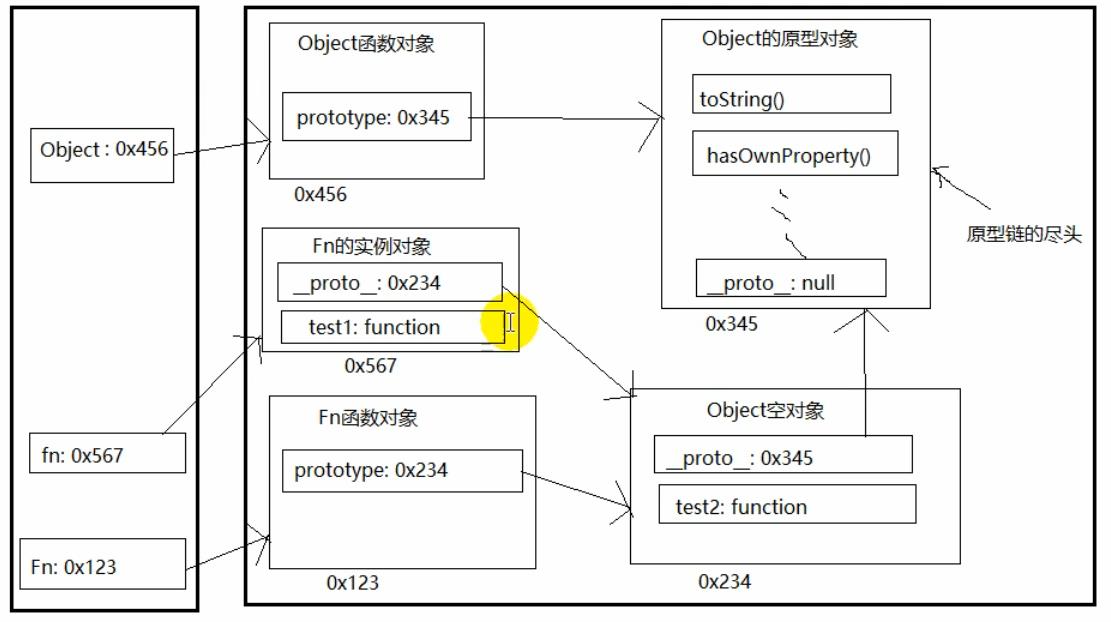 Object函数对象
Object的原型对象
toString()
prototype: 0x345
Object : 0x456
hasOwnProperty()
0x456
原型链的尽头
Fn的实例对象
__proto__: 0x234
__proto__: null
test1: function
0x345
0x567
Fn函数对象
Object空对象
fn: 0x567
prototype: 0x234
__proto__: 0x345
test2: function
Fn: 0x123
0x123
0x234